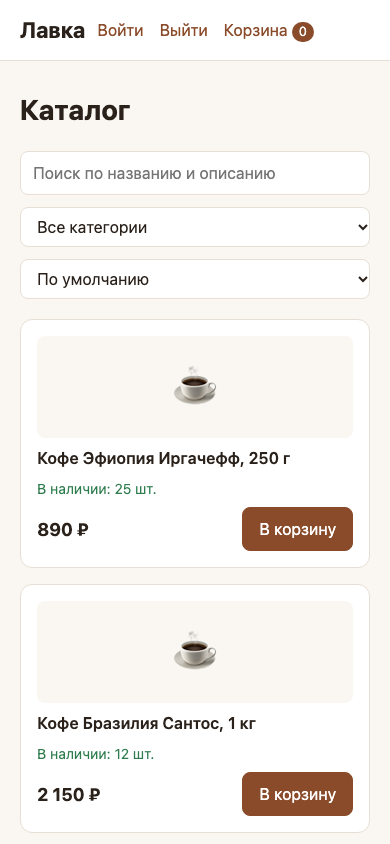 Лавка Войти Выйти Корзина 0
Каталог
Поиск по названию и описанию
Все категории
По умолчанию
Кофе Эфиопия Иргачефф, 250 г
В наличии: 25 шт.
890 ₽ В корзину
Кофе Бразилия Сантос, 1 кг
В наличии: 12 шт.
2 150 ₽ В корзину